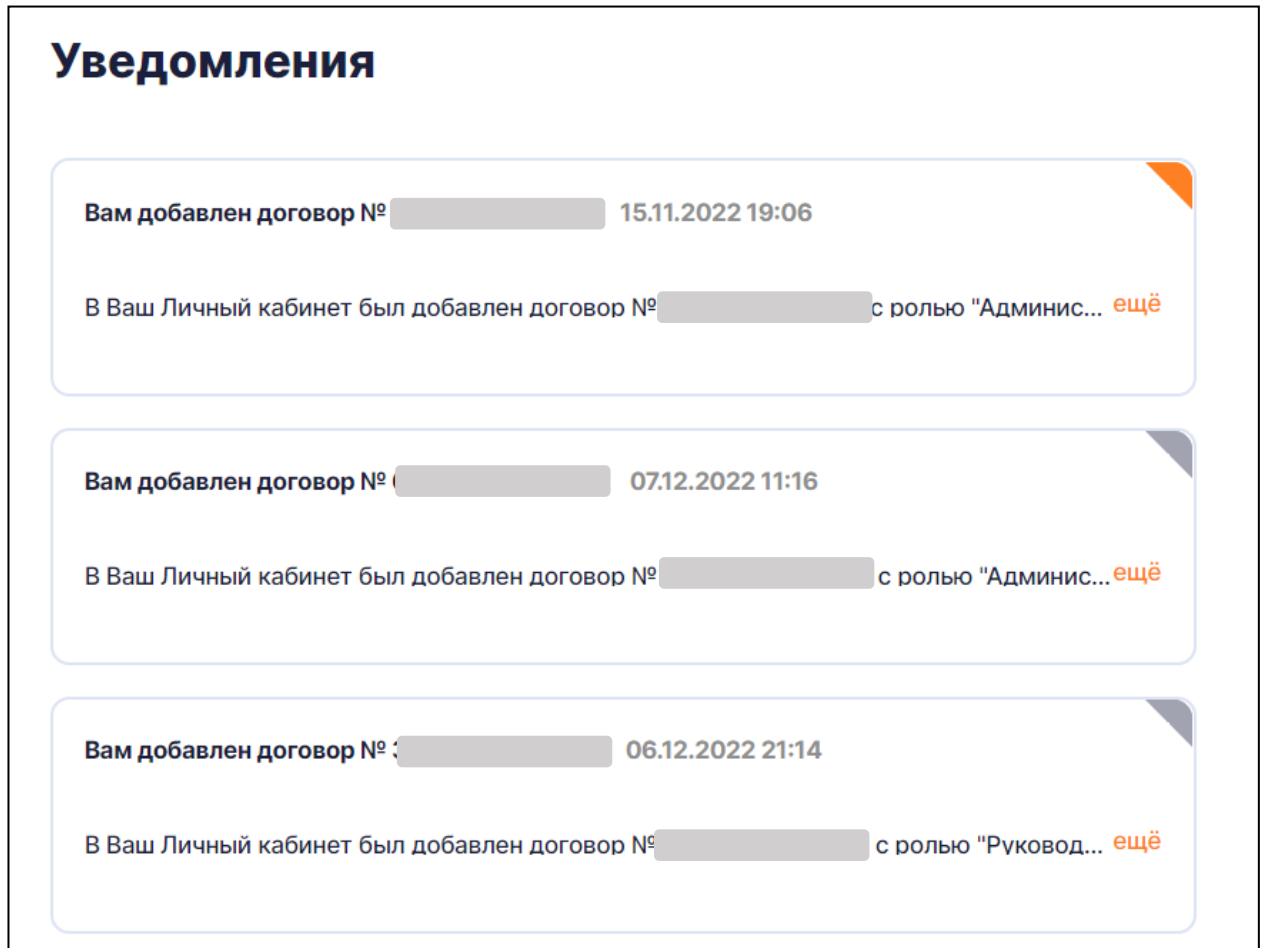 Уведомления
Вам добавлен договор № 15.11.2022 19:06
В Ваш Личный кабинет был добавлен договор № с ролью "Админис... ещё
Вам добавлен договор № 07.12.2022 11:16
В Ваш Личный кабинет был добавлен договор № с ролью "Админис... ещё
Вам добавлен договор № 06.12.2022 21:14
В Ваш Личный кабинет был добавлен договор № с ролью "Руковод... ещё